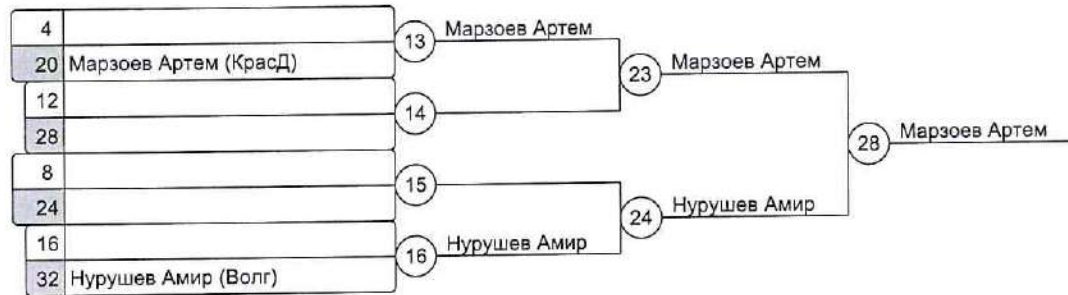 4
20 Марзоев Артем (КрасД)
12
28
8
24
16
32 Нурушев Амир (Волг)
13 Марзоев Артем
14
15
16 Нурушев Амир
23 Марзоев Артем
24 Нурушев Амир
28 Марзоев Артем